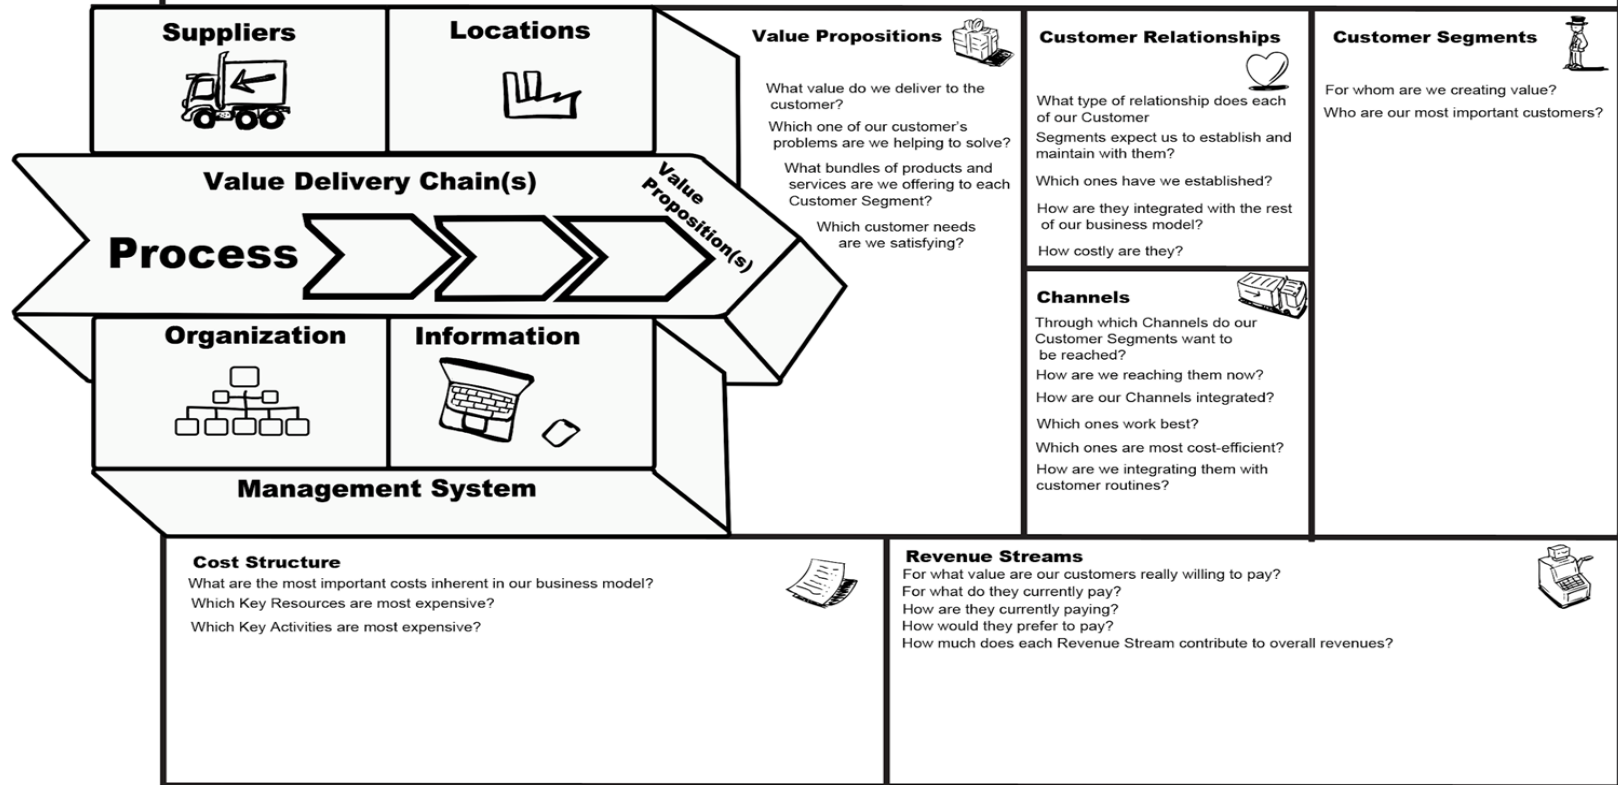 Suppliers
Locations
Value Delivery Chain(s)
Process
Value
Proposition(s)
Organization
Information
Management System
Value Propositions
What value do we deliver to the
customer?
Which one of our customer's
problems are we helping to solve?
What bundles of products and
services are we offering to each
Customer Segment?
Which customer needs
are we satisfying?
Customer Relationships
What type of relationship does each
of our Customer
Segments expect us to establish and
maintain with them?
Which ones have we established?
How are they integrated with the rest
of our business model?
How costly are they?
Channels
Through which Channels do our
Customer Segments want to
be reached?
How are we reaching them now?
How are our Channels integrated?
Which ones work best?
Which ones are most cost-efficient?
How are we integrating them with
customer routines?
Customer Segments
For whom are we creating value?
Who are our most important customers?
Cost Structure
What are the most important costs inherent in our business model?
Which Key Resources are most expensive?
Which Key Activities are most expensive?
Revenue Streams
For what value are our customers really willing to pay?
For what do they currently pay?
How are they currently paying?
How would they prefer to pay?
How much does each Revenue Stream contribute to overall revenues?